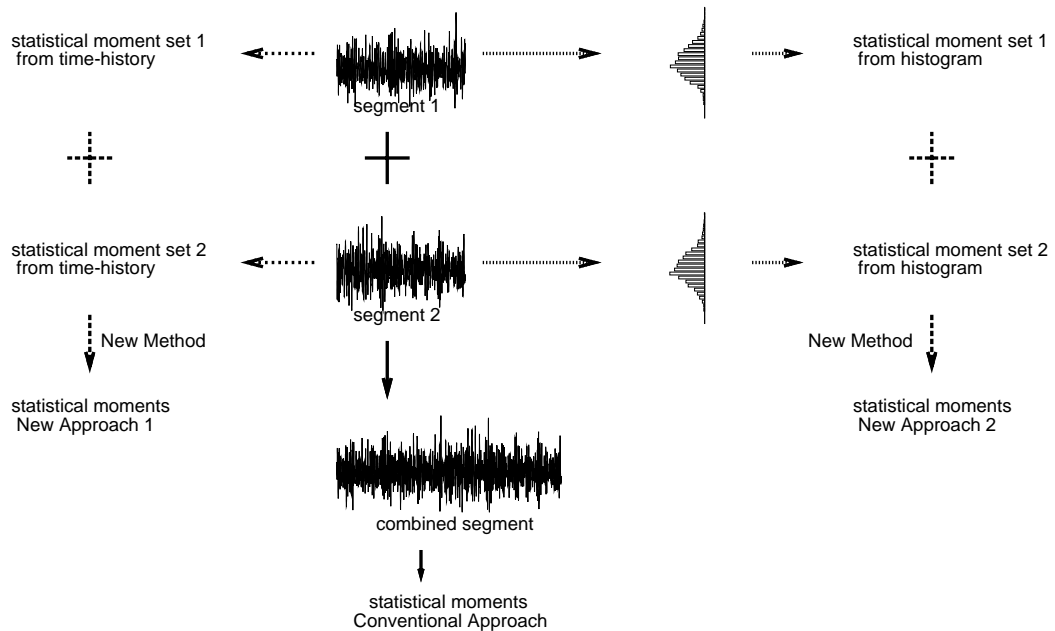 statistical moment set 1
from time-history
segment 1
statistical moment set 1
from histogram
statistical moment set 2
from time-history
segment 2
statistical moment set 2
from histogram
New Method
New Method
statistical moments
New Approach 1
statistical moments
New Approach 2
combined segment
statistical moments
Conventional Approach